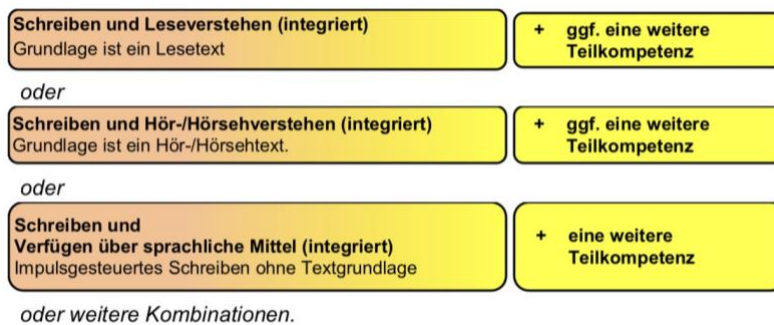 Schreiben und Leseverstehen (integriert)
Grundlage ist ein Lesetext
+ ggf. eine weitere
Teilkompetenz
oder
Schreiben und Hör-/Hörsehverstehen (integriert)
Grundlage ist ein Hör-/Hörsehtext.
+ ggf. eine weitere
Teilkompetenz
oder
Schreiben und
Verfügen über sprachliche Mittel (integriert)
Impulsgesteuertes Schreiben ohne Textgrundlage
+ eine weitere
Teilkompetenz
oder weitere Kombinationen.